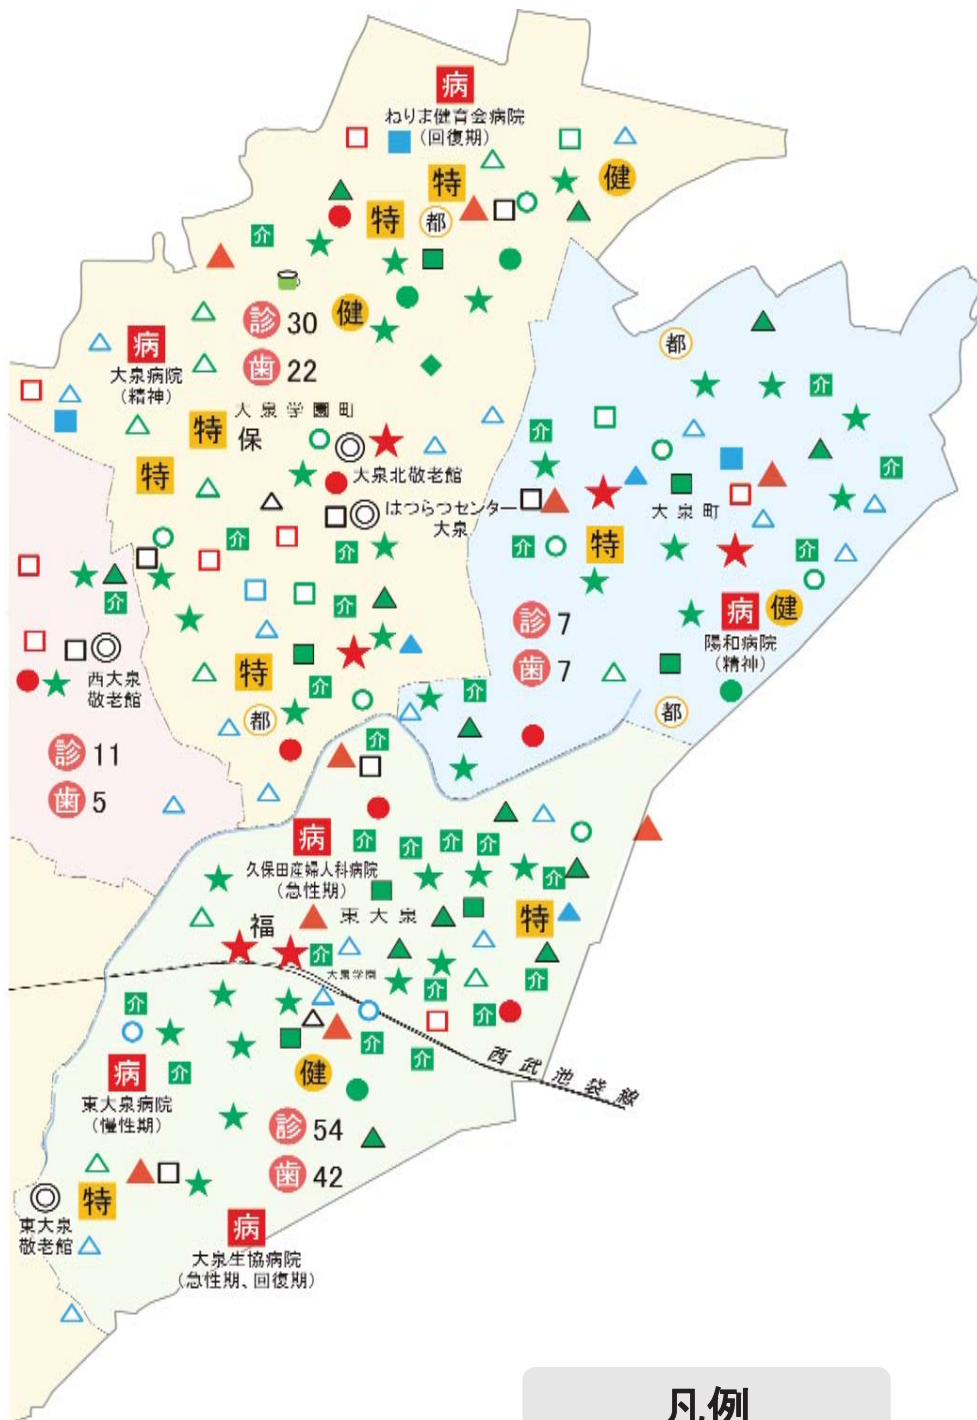 病
ねりま健育会病院
(回復期)
特
健
特
都
介
診 30
健
歯 22
病
大泉病院
(精神)
大泉学園町
特
保
特
大泉北敬老館
はつらつセンター
大泉
介
介
介
特
介
都
介
都
介
介
介
大泉町
介
特
介
病
健
陽和病院
(精神)
診 7
歯 7
介
都
介
西大泉
敬老館
診 11
歯 5
病
久保田産婦人科病院
(急性期)
介
介
介
介
介
東大泉
特
福
介
大泉学園
介
介
介
介
介
介
介
西武池袋線
病
東大泉病院
(慢性期)
介
健
診 54
歯 42
特
東大泉
敬老館
病
大泉生協病院
(急性期、回復期)
凡例